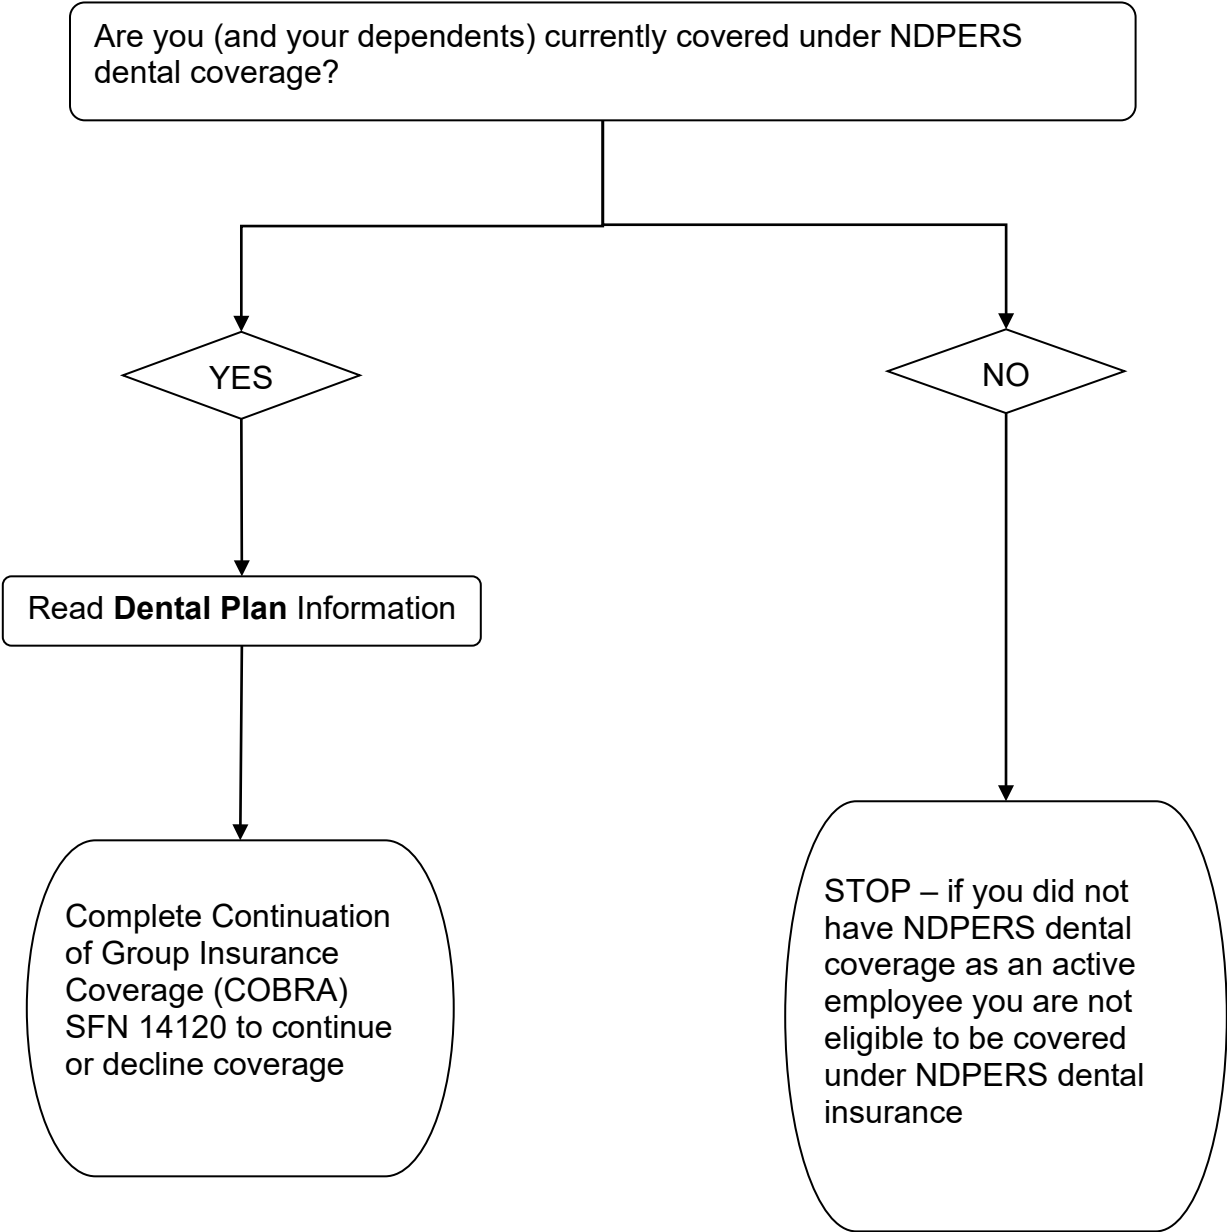 Are you (and your dependents) currently covered under NDPERS
dental coverage?
YES
NO
Read Dental Plan Information
Complete Continuation
of Group Insurance
Coverage (COBRA)
SFN 14120 to continue
or decline coverage
STOP – if you did not
have NDPERS dental
coverage as an active
employee you are not
eligible to be covered
under NDPERS dental
insurance